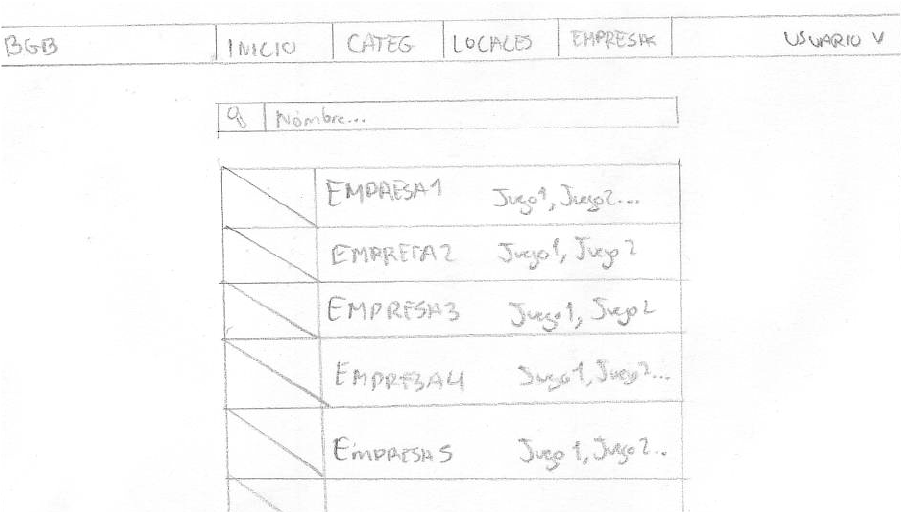 BGB INICIO CATEG LOCALES EMPRESAS USUARIO V
Nombre...
EMPRESA1 Juego1, Juego2...
EMPRESA2 Juego1, Juego2
EMPRESA3 Juego1, Juego2
EMPRESA4 Juego1, Juego2...
EMPRESA5 Juego1, Juego2..